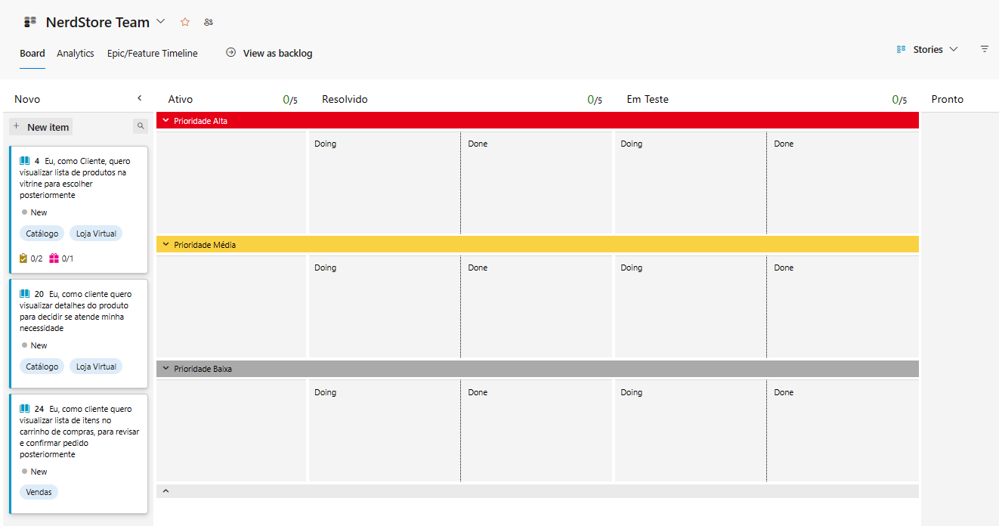 NerdStore Team
Board Analytics Epic/Feature Timeline View as backlog
Stories
Novo
Ativo 0/5
Resolvido 0/5
Em Teste 0/5
Pronto
+ New item
4 Eu, como Cliente, quero
visualizar lista de produtos na
vitrine para escolher
posteriormente
New
Catálogo Loja Virtual
0/2 0/1
20 Eu, como cliente quero
visualizar detalhes do produto
para decidir se atende minha
necessidade
New
Catálogo Loja Virtual
24 Eu, como cliente quero
visualizar lista de itens no
carrinho de compras, para revisar
e confirmar pedido
posteriormente
New
Vendas
Prioridade Alta
Doing Done Doing Done
Prioridade Média
Doing Done Doing Done
Prioridade Baixa
Doing Done Doing Done